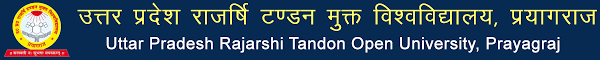 उत्तर प्रदेश राजर्षि टण्डन मुक्त विश्वविद्यालय, प्रयागराज
Uttar Pradesh Rajarshi Tandon Open University, Prayagraj